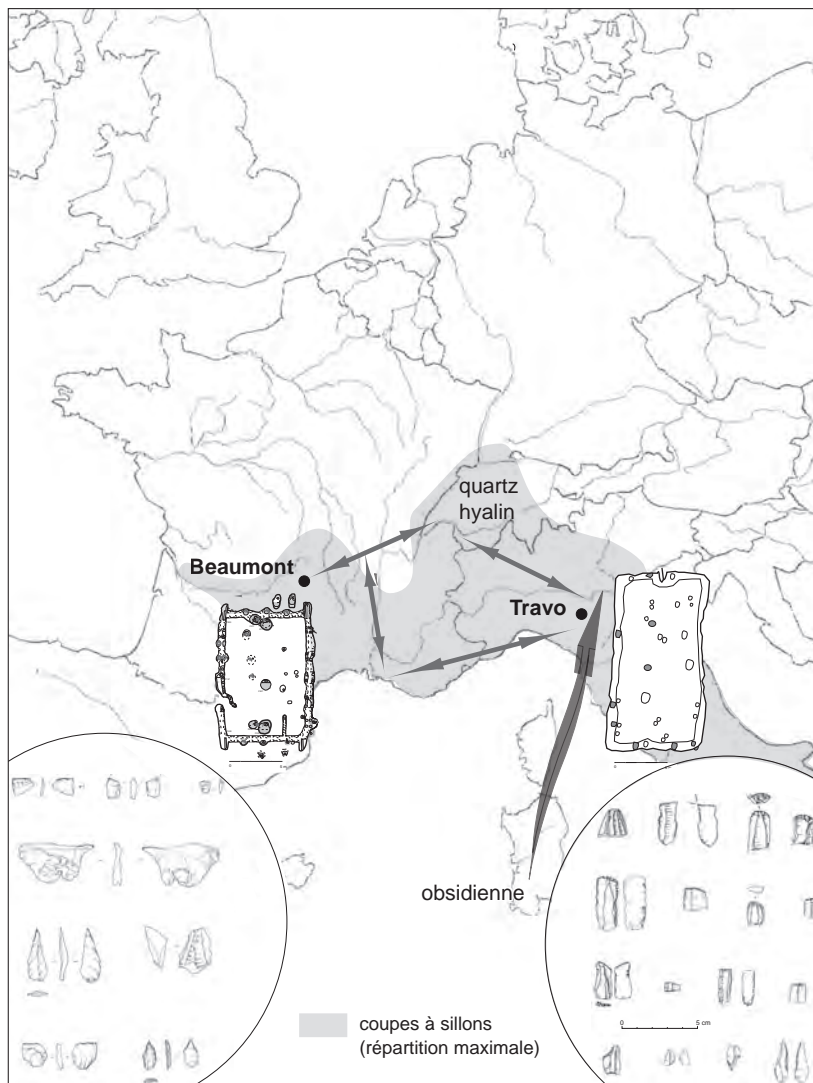 quartz
hyalin
Beaumont
Travo
obsidienne
0
5 cm
coupes à sillons
(répartition maximale)